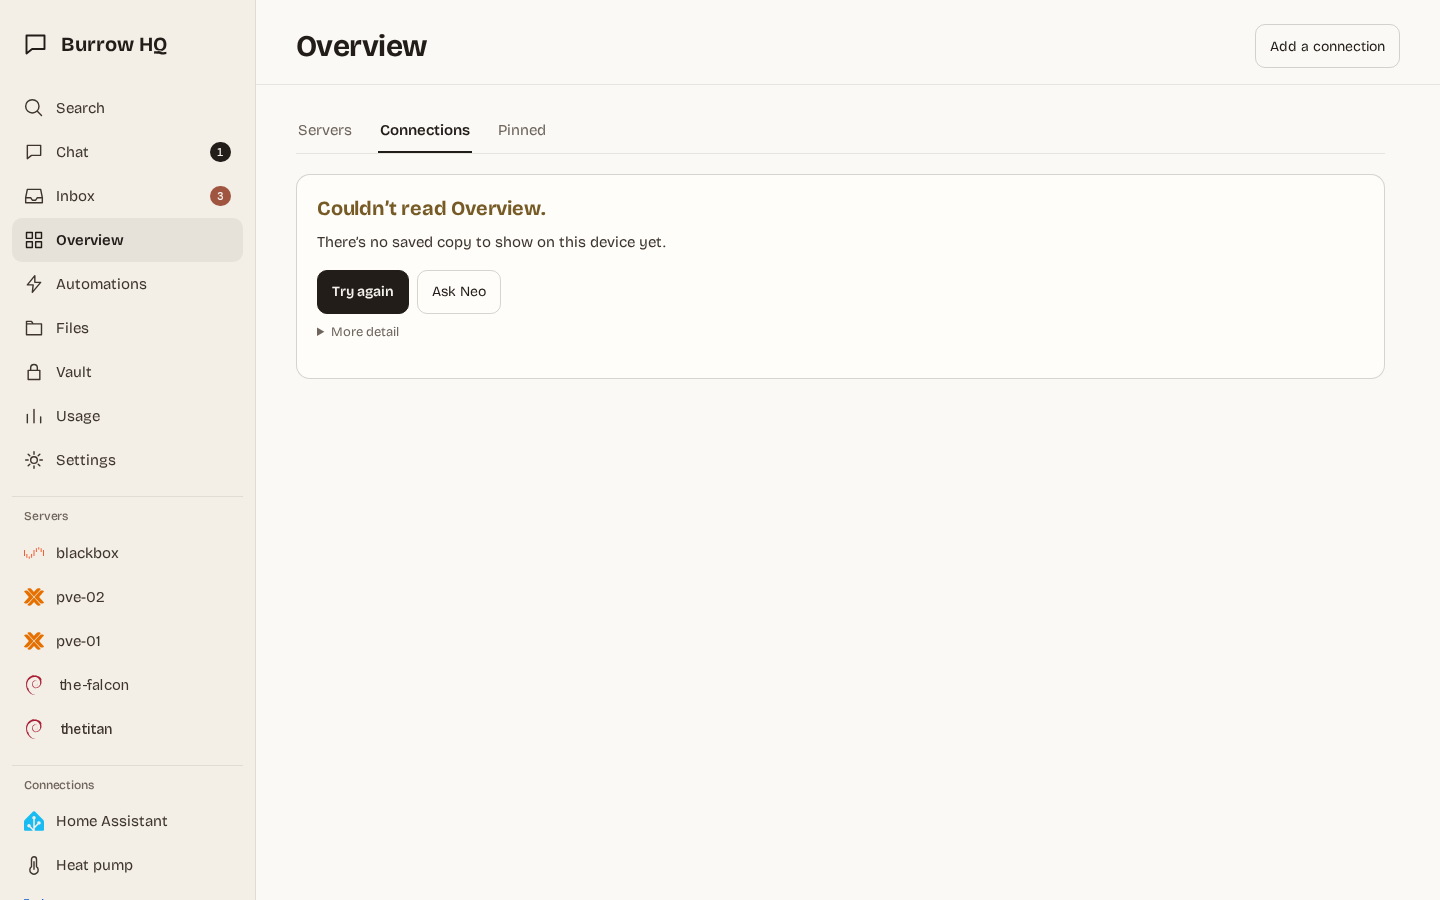 Burrow HQ
Search
Chat 1
Inbox 3
Overview
Automations
Files
Vault
Usage
Settings
Servers
blackbox
pve-02
pve-01
the-falcon
thetitan
Connections
Home Assistant
Heat pump
Overview
Add a connection
Servers Connections Pinned
Couldn’t read Overview.
There’s no saved copy to show on this device yet.
Try again Ask Neo
More detail